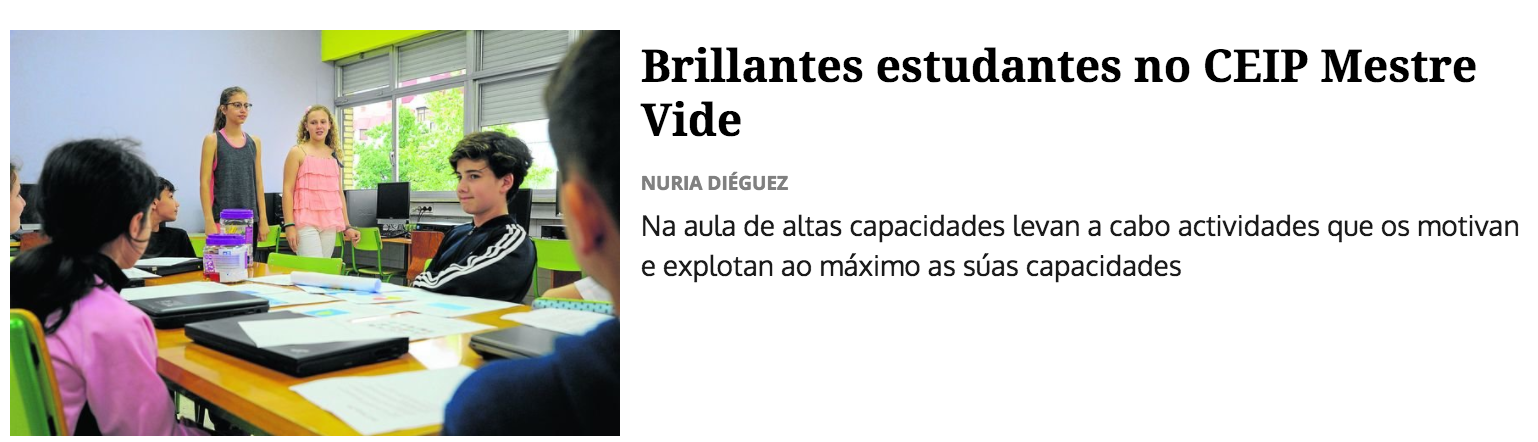 Brillantes estudantes no CEIP Mestre
Vide
NURIA DIÉGUEZ
Na aula de altas capacidades levan a cabo actividades que os motivan
e explotan ao máximo as súas capacidades